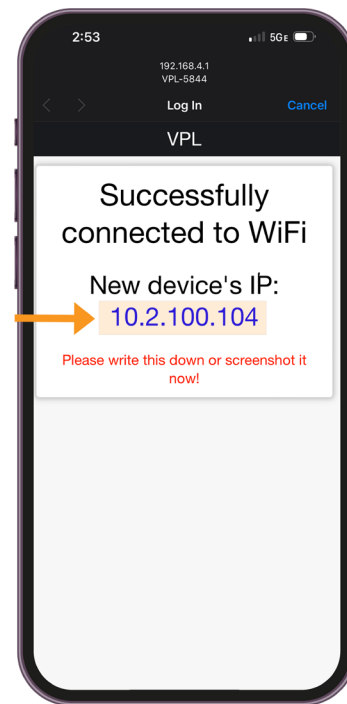 2:53
5GE
192.168.4.1
VPL-5844
Log In
Cancel
VPL
Successfully
connected to WiFi
New device's IP:
10.2.100.104
Please write this down or screenshot it
now!